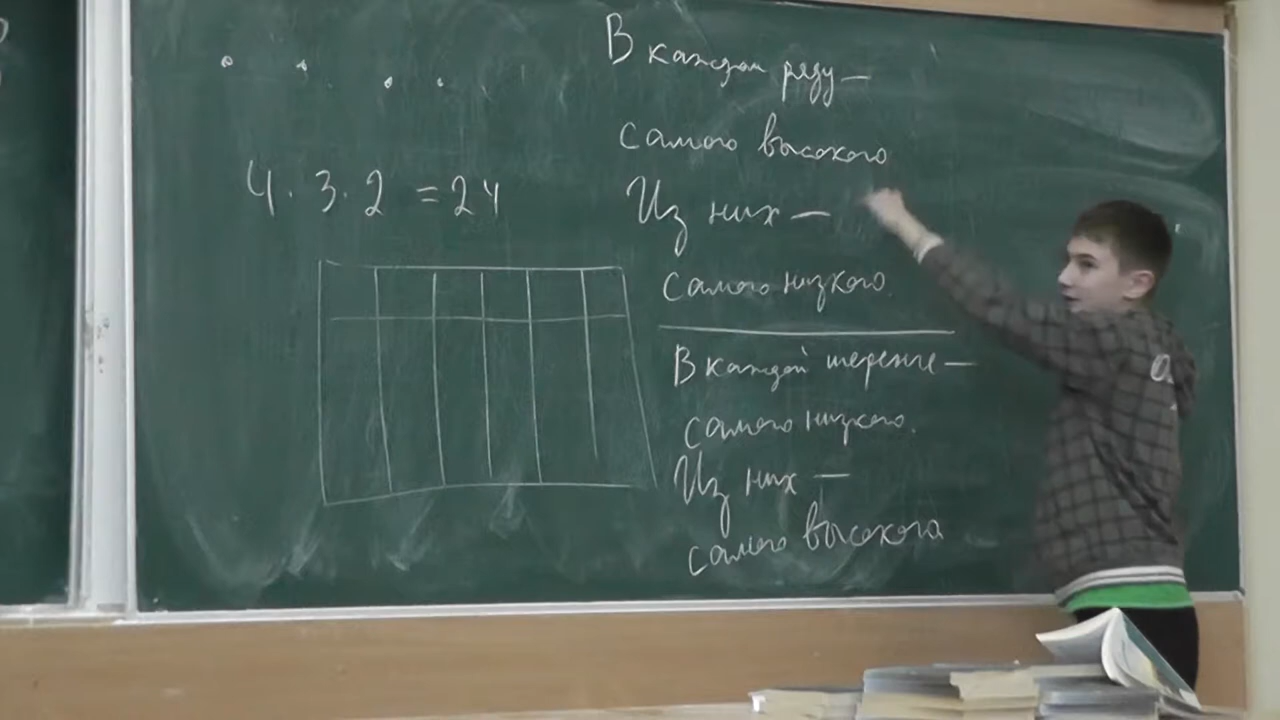 4 · 3 · 2 = 24
В каждом ряду —
самого высокого
Из них —
самого низкого.
В каждой шеренге —
самого низкого.
Из них —
самого высокого